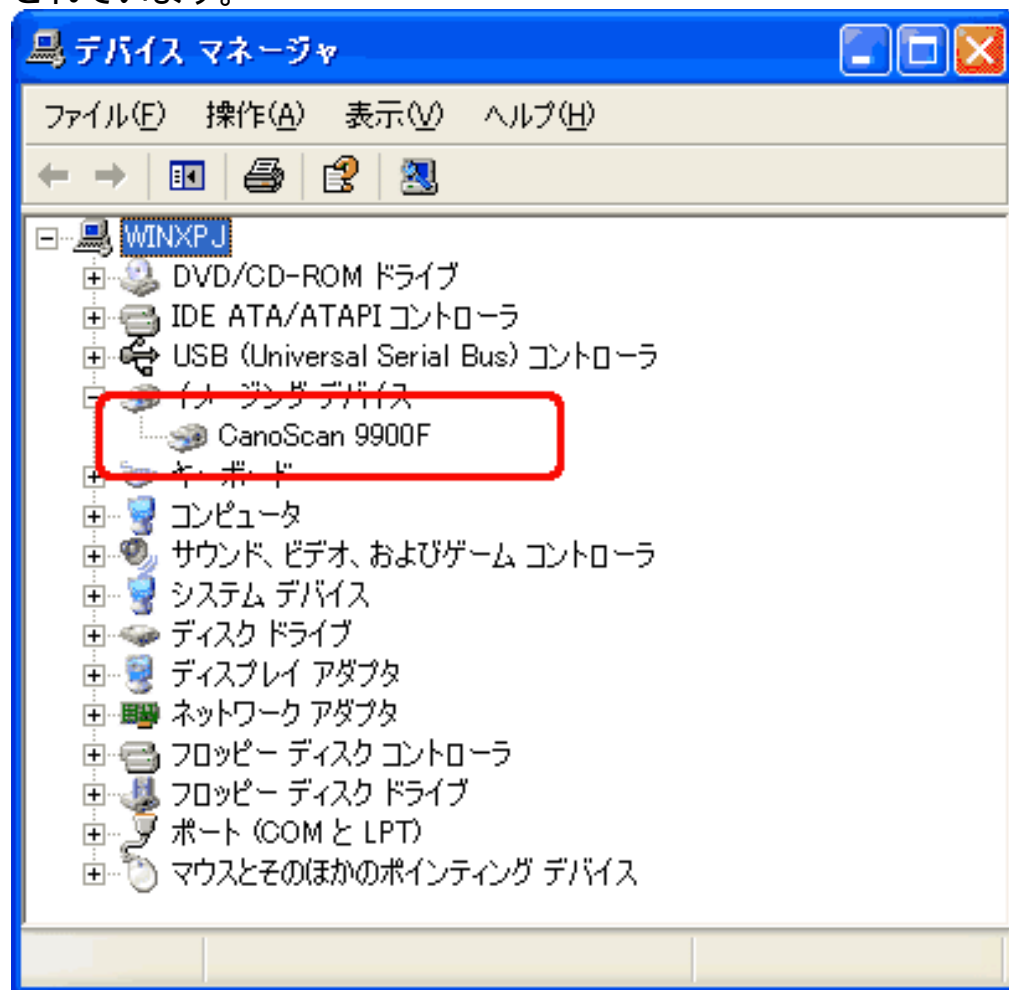 されています。
デバイス マネージャ
ファイル(F) 操作(A) 表示(V) ヘルプ(H)
WINXPJ
DVD/CD-ROM ドライブ
IDE ATA/ATAPI コントローラ
USB (Universal Serial Bus) コントローラ
イメージング デバイス
CanoScan 9900F
キーボード
コンピュータ
サウンド、ビデオ、およびゲーム コントローラ
システム デバイス
ディスク ドライブ
ディスプレイ アダプタ
ネットワーク アダプタ
フロッピー ディスク コントローラ
フロッピー ディスク ドライブ
ポート (COM と LPT)
マウスとそのほかのポインティング デバイス